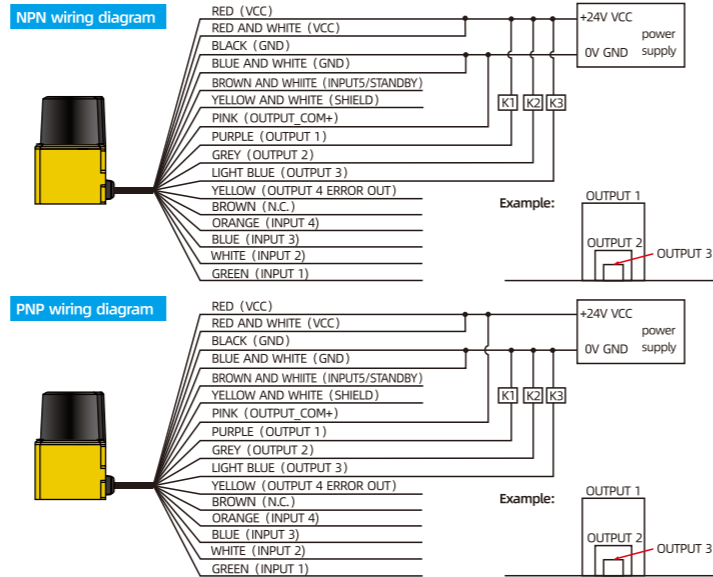 NPN wiring diagram
RED (VCC)
RED AND WHITE (VCC)
BLACK (GND)
BLUE AND WHITE (GND)
BROWN AND WHIITE (INPUT5/STANDBY)
YELLOW AND WHITE (SHIELD)
PINK (OUTPUT_COM+)
PURPLE (OUTPUT 1)
GREY (OUTPUT 2)
LIGHT BLUE (OUTPUT 3)
YELLOW (OUTPUT 4 ERROR OUT)
BROWN (N.C.)
ORANGE (INPUT 4)
BLUE (INPUT 3)
WHITE (INPUT 2)
GREEN (INPUT 1)
+24V VCC
power
0V GND supply
K1 K2 K3
Example:
OUTPUT 1
OUTPUT 2
OUTPUT 3
PNP wiring diagram
RED (VCC)
RED AND WHITE (VCC)
BLACK (GND)
BLUE AND WHITE (GND)
BROWN AND WHIITE (INPUT5/STANDBY)
YELLOW AND WHITE (SHIELD)
PINK (OUTPUT_COM+)
PURPLE (OUTPUT 1)
GREY (OUTPUT 2)
LIGHT BLUE (OUTPUT 3)
YELLOW (OUTPUT 4 ERROR OUT)
BROWN (N.C.)
ORANGE (INPUT 4)
BLUE (INPUT 3)
WHITE (INPUT 2)
GREEN (INPUT 1)
+24V VCC
power
0V GND supply
K1 K2 K3
Example:
OUTPUT 1
OUTPUT 2
OUTPUT 3